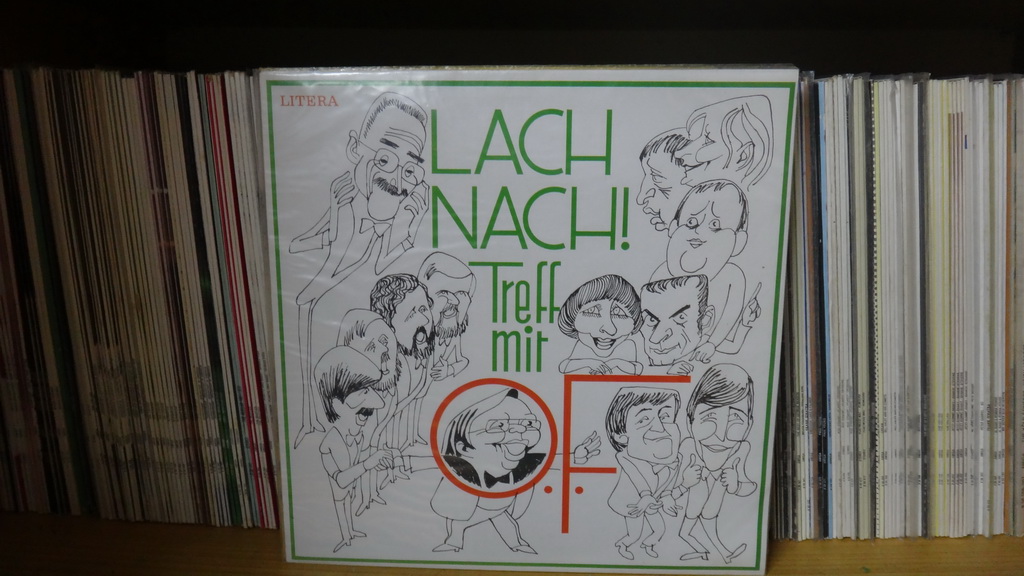 LITERA
LACH
NACH!
Treff
mit
O.F.